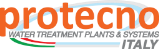 protecno
WATER TREATMENT PLANTS & SYSTEMS
ITALY